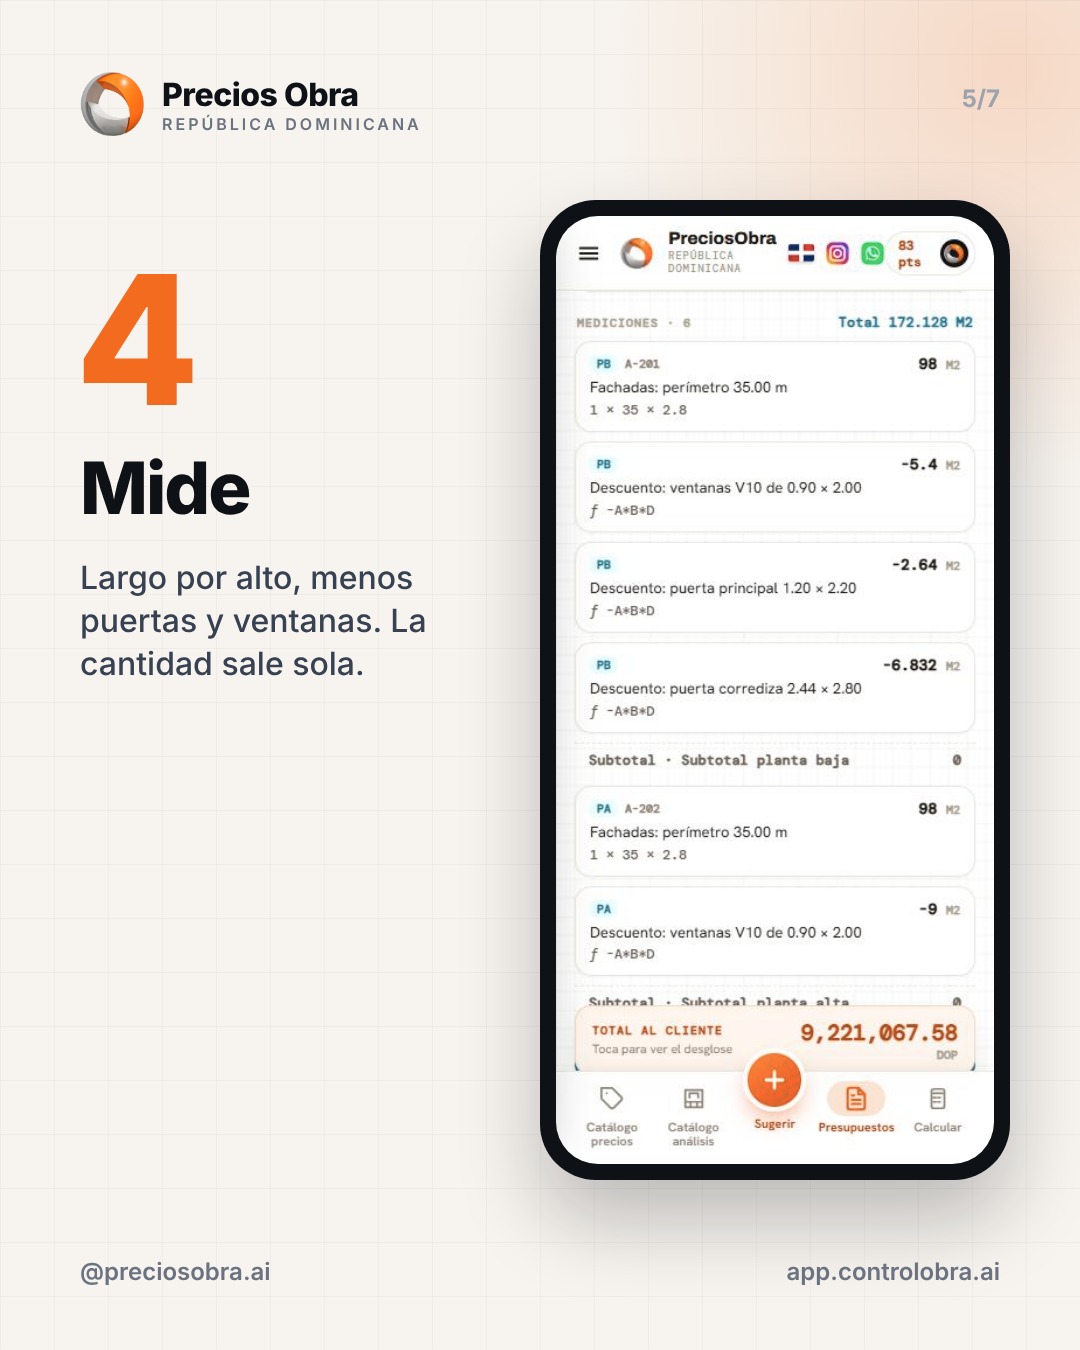 Precios Obra
REPÚBLICA DOMINICANA
5/7
4
Mide
Largo por alto, menos
puertas y ventanas. La
cantidad sale sola.
PreciosObra
REPÚBLICA
DOMINICANA
83
pts
MEDICIONES · 6
Total 172.128 M2
PB A-201 98 M2
Fachadas: perímetro 35.00 m
1 × 35 × 2.8
PB -5.4 M2
Descuento: ventanas V10 de 0.90 × 2.00
ƒ -A*B*D
PB -2.64 M2
Descuento: puerta principal 1.20 × 2.20
ƒ -A*B*D
PB -6.832 M2
Descuento: puerta corrediza 2.44 × 2.80
ƒ -A*B*D
Subtotal · Subtotal planta baja 0
PA A-202 98 M2
Fachadas: perímetro 35.00 m
1 × 35 × 2.8
PA -9 M2
Descuento: ventanas V10 de 0.90 × 2.00
ƒ -A*B*D
Subtotal · Subtotal planta alta 0
TOTAL AL CLIENTE 9,221,067.58
Toca para ver el desglose DOP
Catálogo
precios
Catálogo
análisis
Sugerir
Presupuestos
Calcular
@preciosobra.ai
app.controlobra.ai